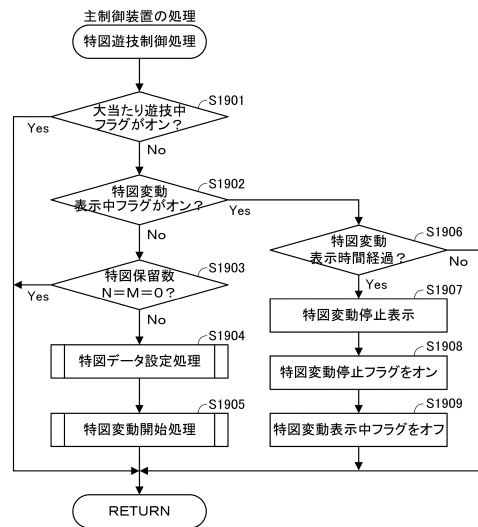 主制御装置の処理
特図遊技制御処理
S1901
大当たり遊技中
フラグがオン？
Yes
No
S1902
特図変動
表示中フラグがオン？
Yes
No
S1903
特図保留数
N＝M＝0？
Yes
No
S1904
特図データ設定処理
S1905
特図変動開始処理
S1906
特図変動
表示時間経過？
No
Yes
S1907
特図変動停止表示
S1908
特図変動停止フラグをオン
S1909
特図変動表示中フラグをオフ
RETURN